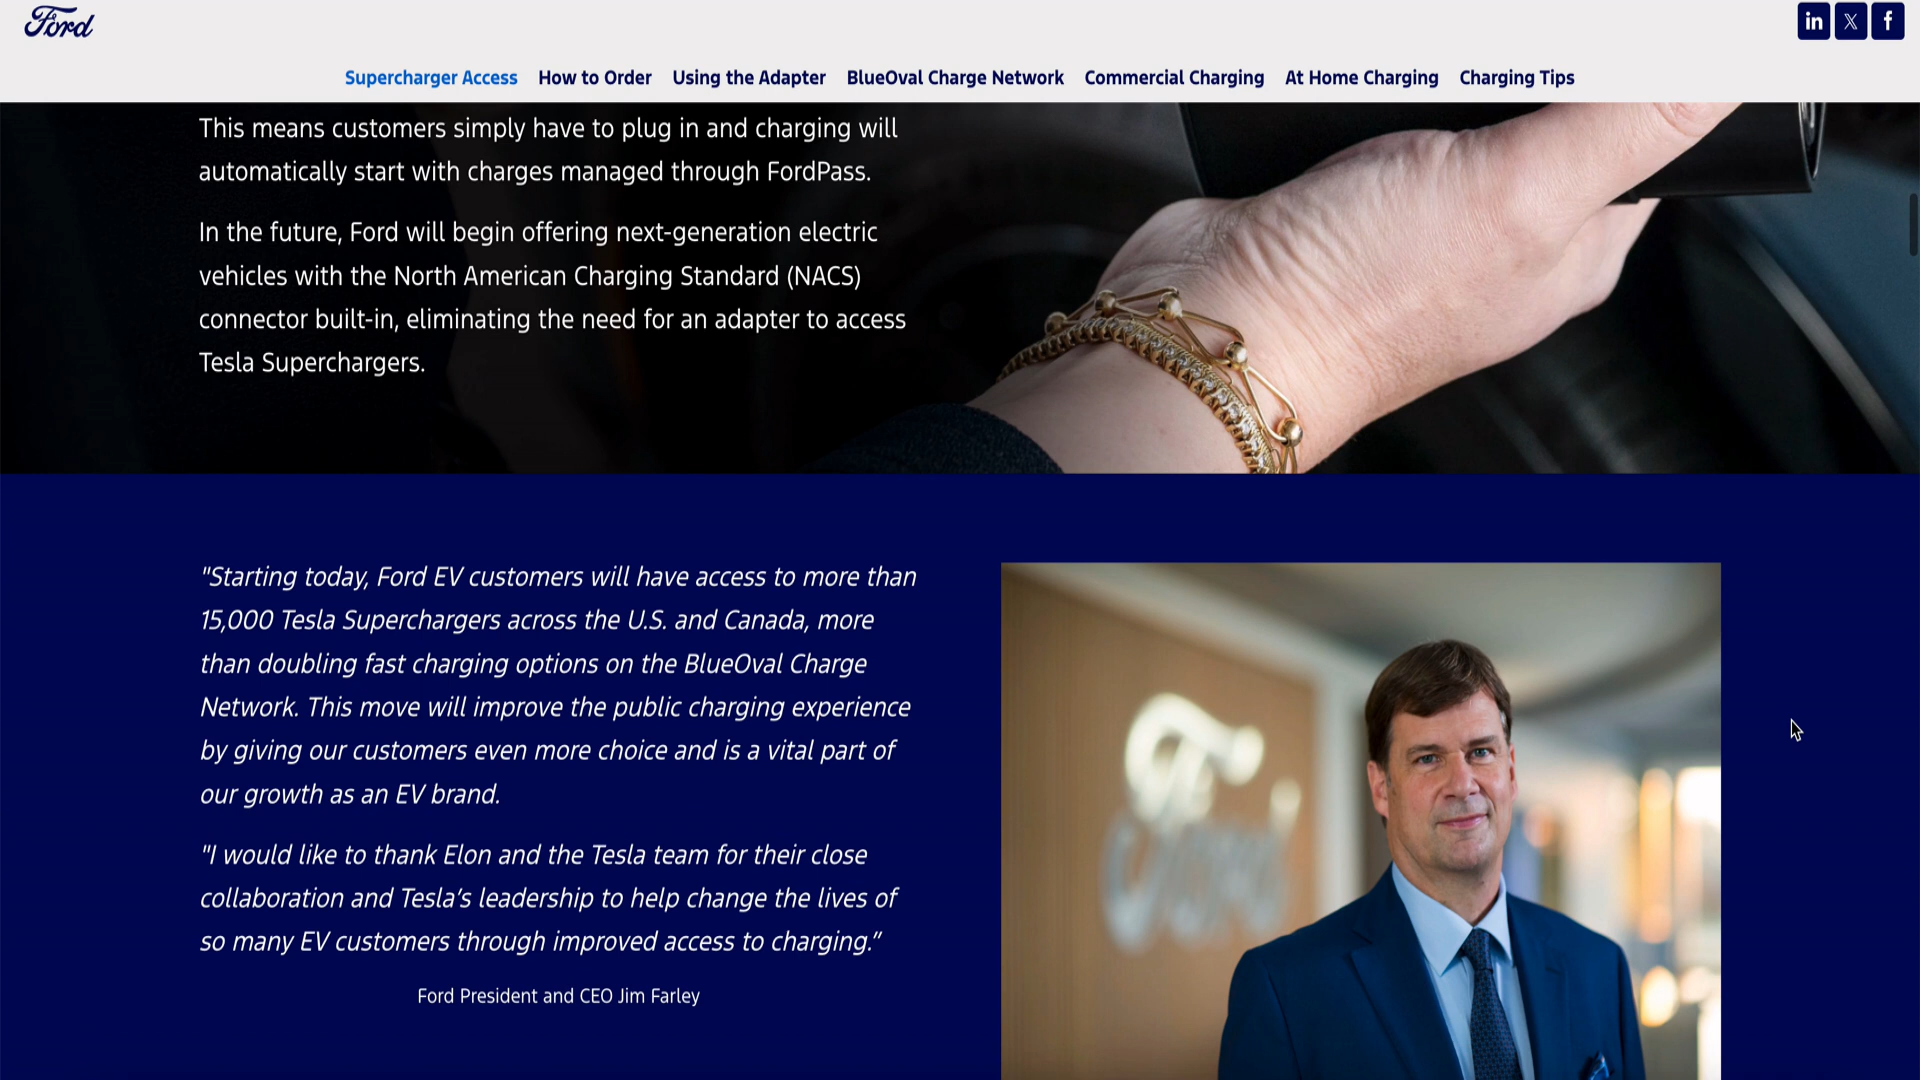 Ford
in X f
Supercharger Access How to Order Using the Adapter BlueOval Charge Network Commercial Charging At Home Charging Charging Tips
This means customers simply have to plug in and charging will
automatically start with charges managed through FordPass.
In the future, Ford will begin offering next-generation electric
vehicles with the North American Charging Standard (NACS)
connector built-in, eliminating the need for an adapter to access
Tesla Superchargers.
"Starting today, Ford EV customers will have access to more than
15,000 Tesla Superchargers across the U.S. and Canada, more
than doubling fast charging options on the BlueOval Charge
Network. This move will improve the public charging experience
by giving our customers even more choice and is a vital part of
our growth as an EV brand.
"I would like to thank Elon and the Tesla team for their close
collaboration and Tesla’s leadership to help change the lives of
so many EV customers through improved access to charging.”
Ford President and CEO Jim Farley
Ford